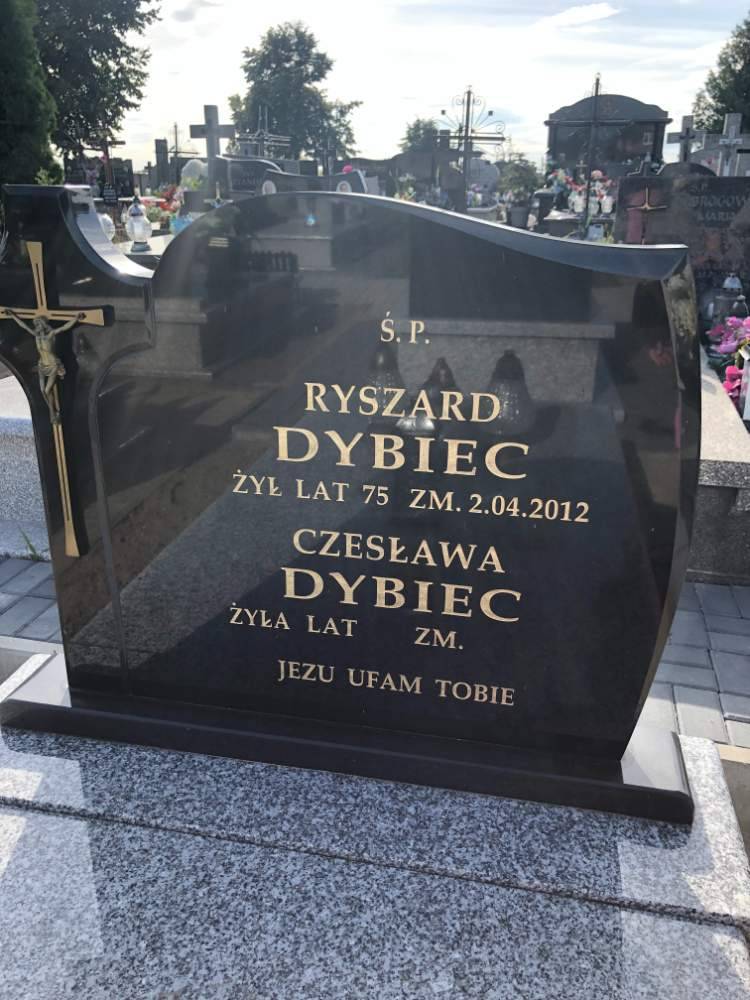 Ś. P.
RYSZARD
DYBIEC
ŻYŁ LAT 75 ZM. 2.04.2012
CZESŁAWA
DYBIEC
ŻYŁA LAT ZM.
JEZU UFAM TOBIE